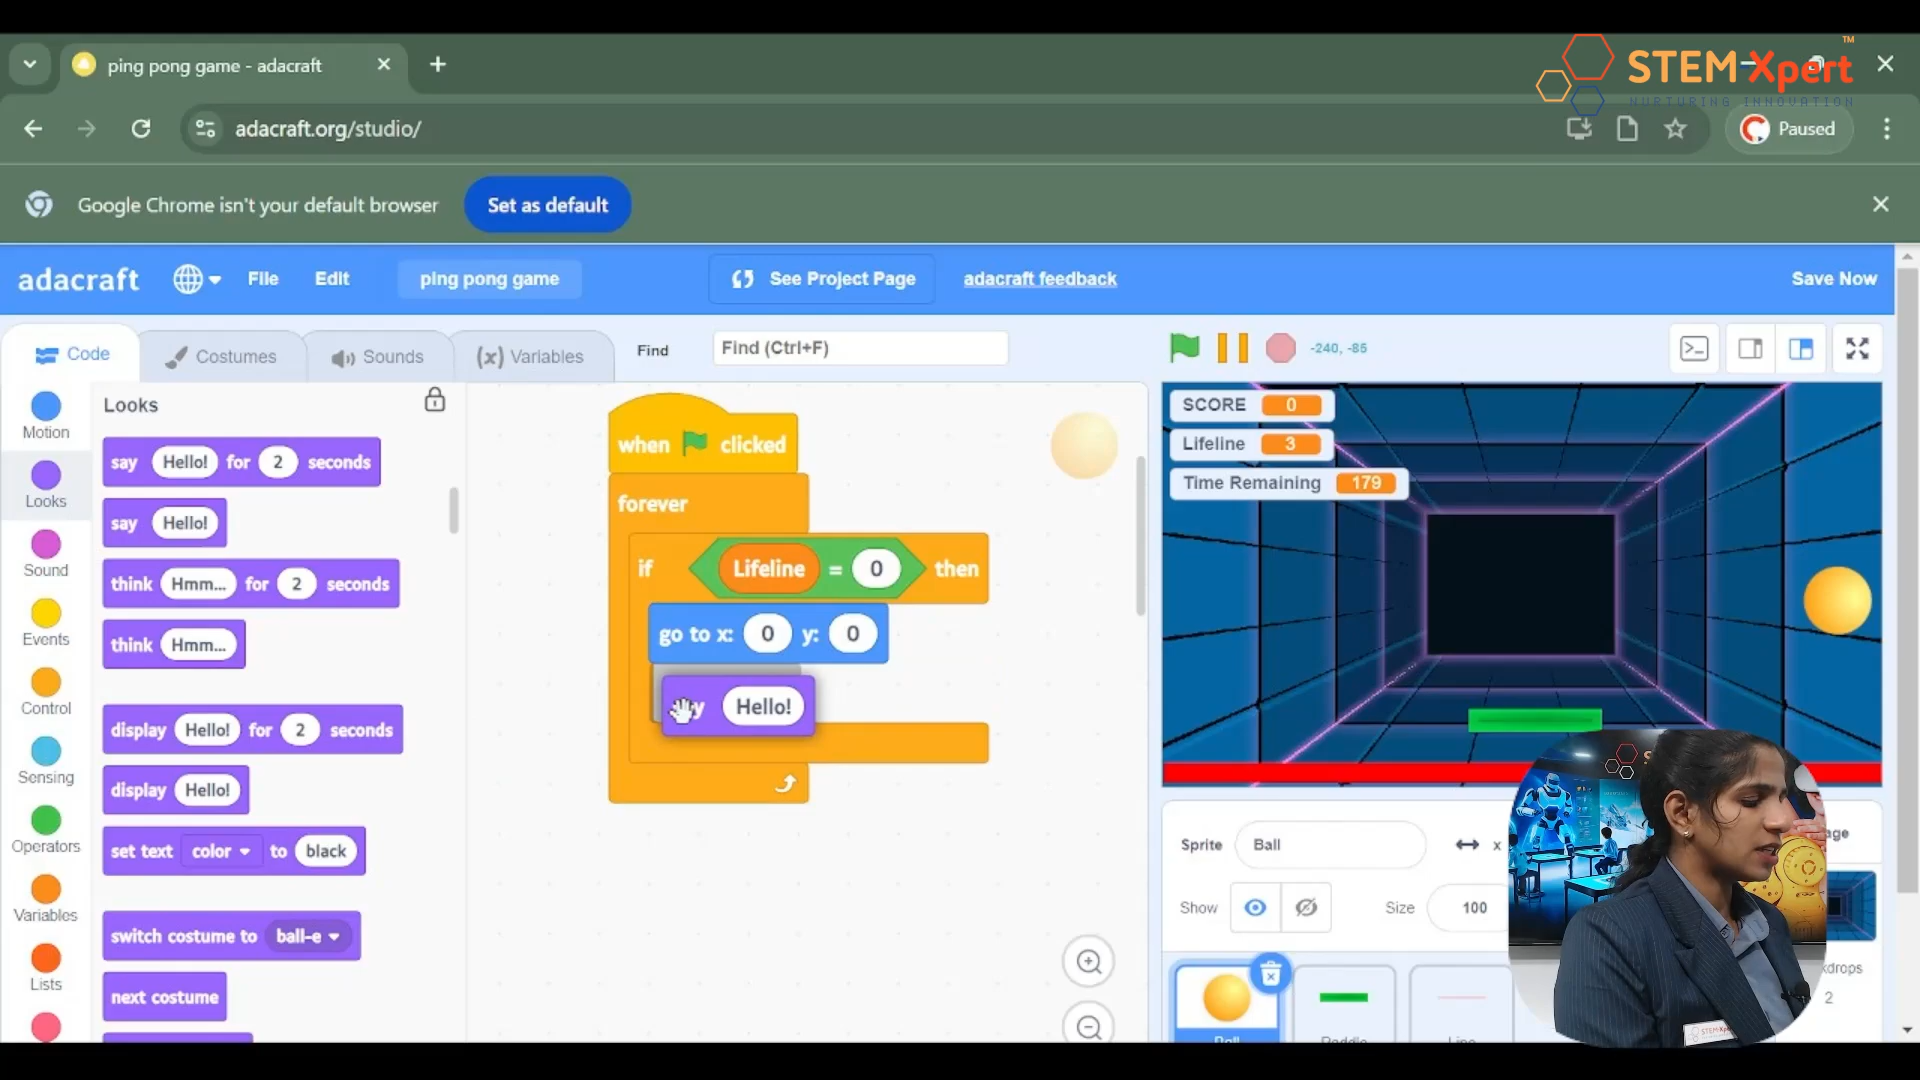 ping pong game - adacraft
STEM Xpert
TM
NURTURING INNOVATION
adacraft.org/studio/
Paused
Google Chrome isn't your default browser
Set as default
adacraft
File
Edit
ping pong game
See Project Page
adacraft feedback
Save Now
Code
Costumes
Sounds
(x) Variables
Find
Find (Ctrl+F)
-240, -85
Motion
Looks
Sound
Events
Control
Sensing
Operators
Variables
Lists
Looks
say Hello! for 2 seconds
say Hello!
think Hmm... for 2 seconds
think Hmm...
display Hello! for 2 seconds
display Hello!
set text color to black
switch costume to ball-e
next costume
when clicked
forever
if Lifeline = 0 then
go to x: 0 y: 0
Hello!
SCORE 0
Lifeline 3
Time Remaining 179
Sprite Ball
x
Show
Size 100
2